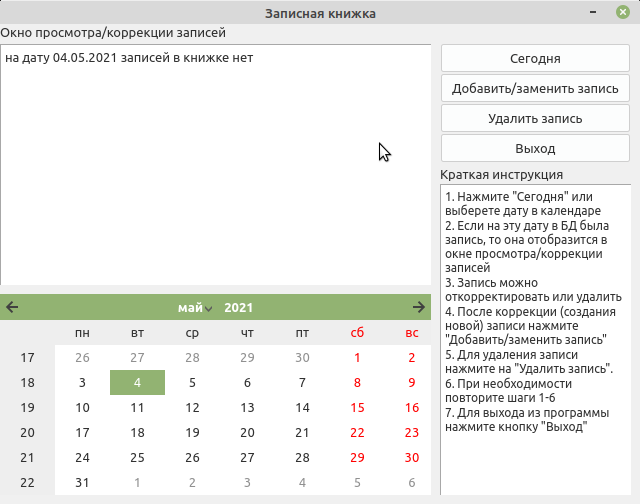 Записная книжка
Окно просмотра/коррекции записей
на дату 04.05.2021 записей в книжке нет
Сегодня
Добавить/заменить запись
Удалить запись
Выход
Краткая инструкция
1. Нажмите "Сегодня" или
выберете дату в календаре
2. Если на эту дату в БД была
запись, то она отобразится в
окне просмотра/коррекции
записей
3. Запись можно
откорректировать или удалить
4. После коррекции (создания
новой) записи нажмите
"Добавить/заменить запись"
5. Для удаления записи
нажмите на "Удалить запись".
6. При необходимости
повторите шаги 1-6
7. Для выхода из программы
нажмите кнопку "Выход"
май 2021
пн вт ср чт пт сб вс
17 26 27 28 29 30 1 2
18 3 4 5 6 7 8 9
19 10 11 12 13 14 15 16
20 17 18 19 20 21 22 23
21 24 25 26 27 28 29 30
22 31 1 2 3 4 5 6